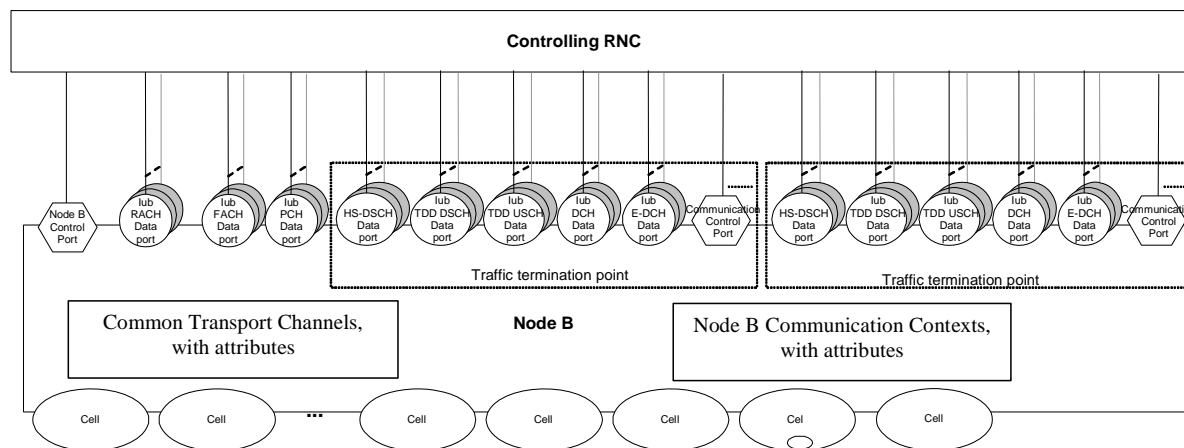 Controlling RNC
Node B
Control
Port
Iub
RACH
Data
port
Iub
FACH
Data
port
Iub
PCH
Data
port
HS-DSCH
Data
port
Iub
TDD DSCH
Data
port
Iub
TDD USCH
Data
port
Iub
DCH
Data
port
Iub
E-DCH
Data
port
Communication
Control
Port
HS-DSCH
Data
port
Iub
TDD DSCH
Data
port
Iub
TDD USCH
Data
port
Iub
DCH
Data
port
Iub
E-DCH
Data
port
Communication
Control
Port
Traffic termination point
Traffic termination point
Common Transport Channels,
with attributes
Node B
Node B Communication Contexts,
with attributes
Cell
Cell
...
Cell
Cell
Cell
Cel
Cell